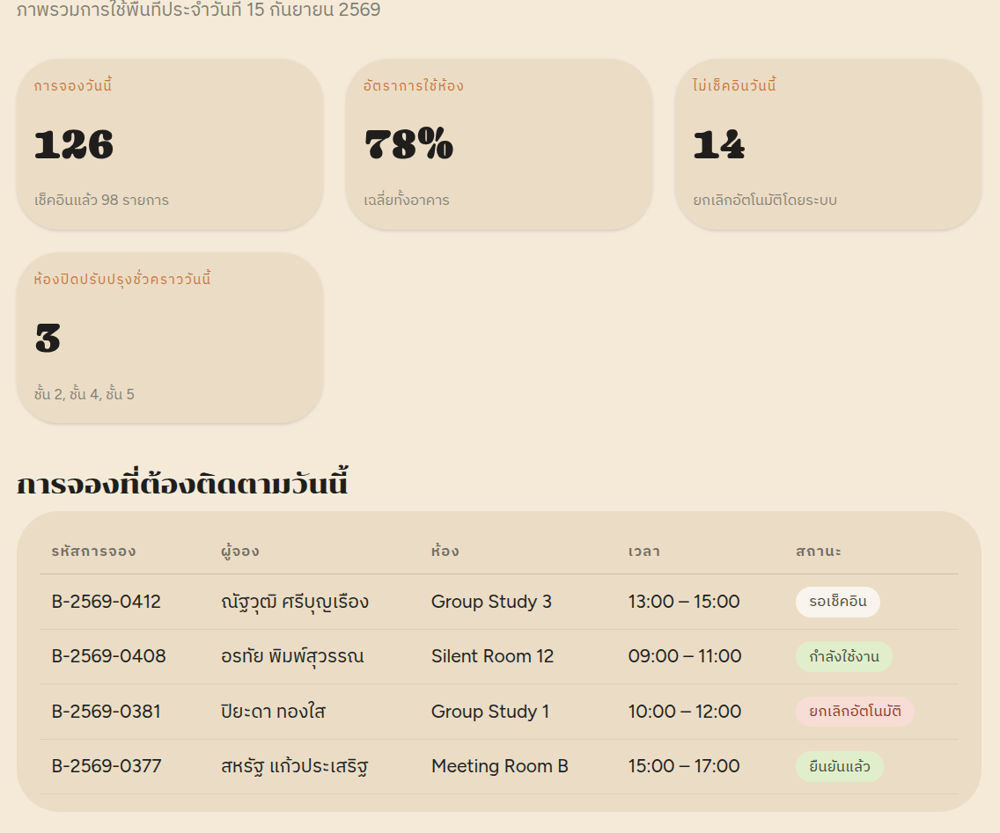 ภาพรวมการใช้พื้นที่ประจำวันที่ 15 กันยายน 2569
การจองวันนี้
126
เช็คอินแล้ว 98 รายการ
อัตราการใช้ห้อง
78%
เฉลี่ยทั้งอาคาร
ไม่เช็คอินวันนี้
14
ยกเลิกอัตโนมัติโดยระบบ
ห้องปิดปรับปรุงชั่วคราววันนี้
3
ชั้น 2, ชั้น 4, ชั้น 5
การจองที่ต้องติดตามวันนี้
รหัสการจอง ผู้จอง ห้อง เวลา สถานะ
B-2569-0412 ณัฐวุฒิ ศรีบุญเรือง Group Study 3 13:00 – 15:00 รอเช็คอิน
B-2569-0408 อรทัย พิมพ์สุวรรณ Silent Room 12 09:00 – 11:00 กำลังใช้งาน
B-2569-0381 ปิยะดา ทองใส Group Study 1 10:00 – 12:00 ยกเลิกอัตโนมัติ
B-2569-0377 สหรัฐ แก้วประเสริฐ Meeting Room B 15:00 – 17:00 ยืนยันแล้ว